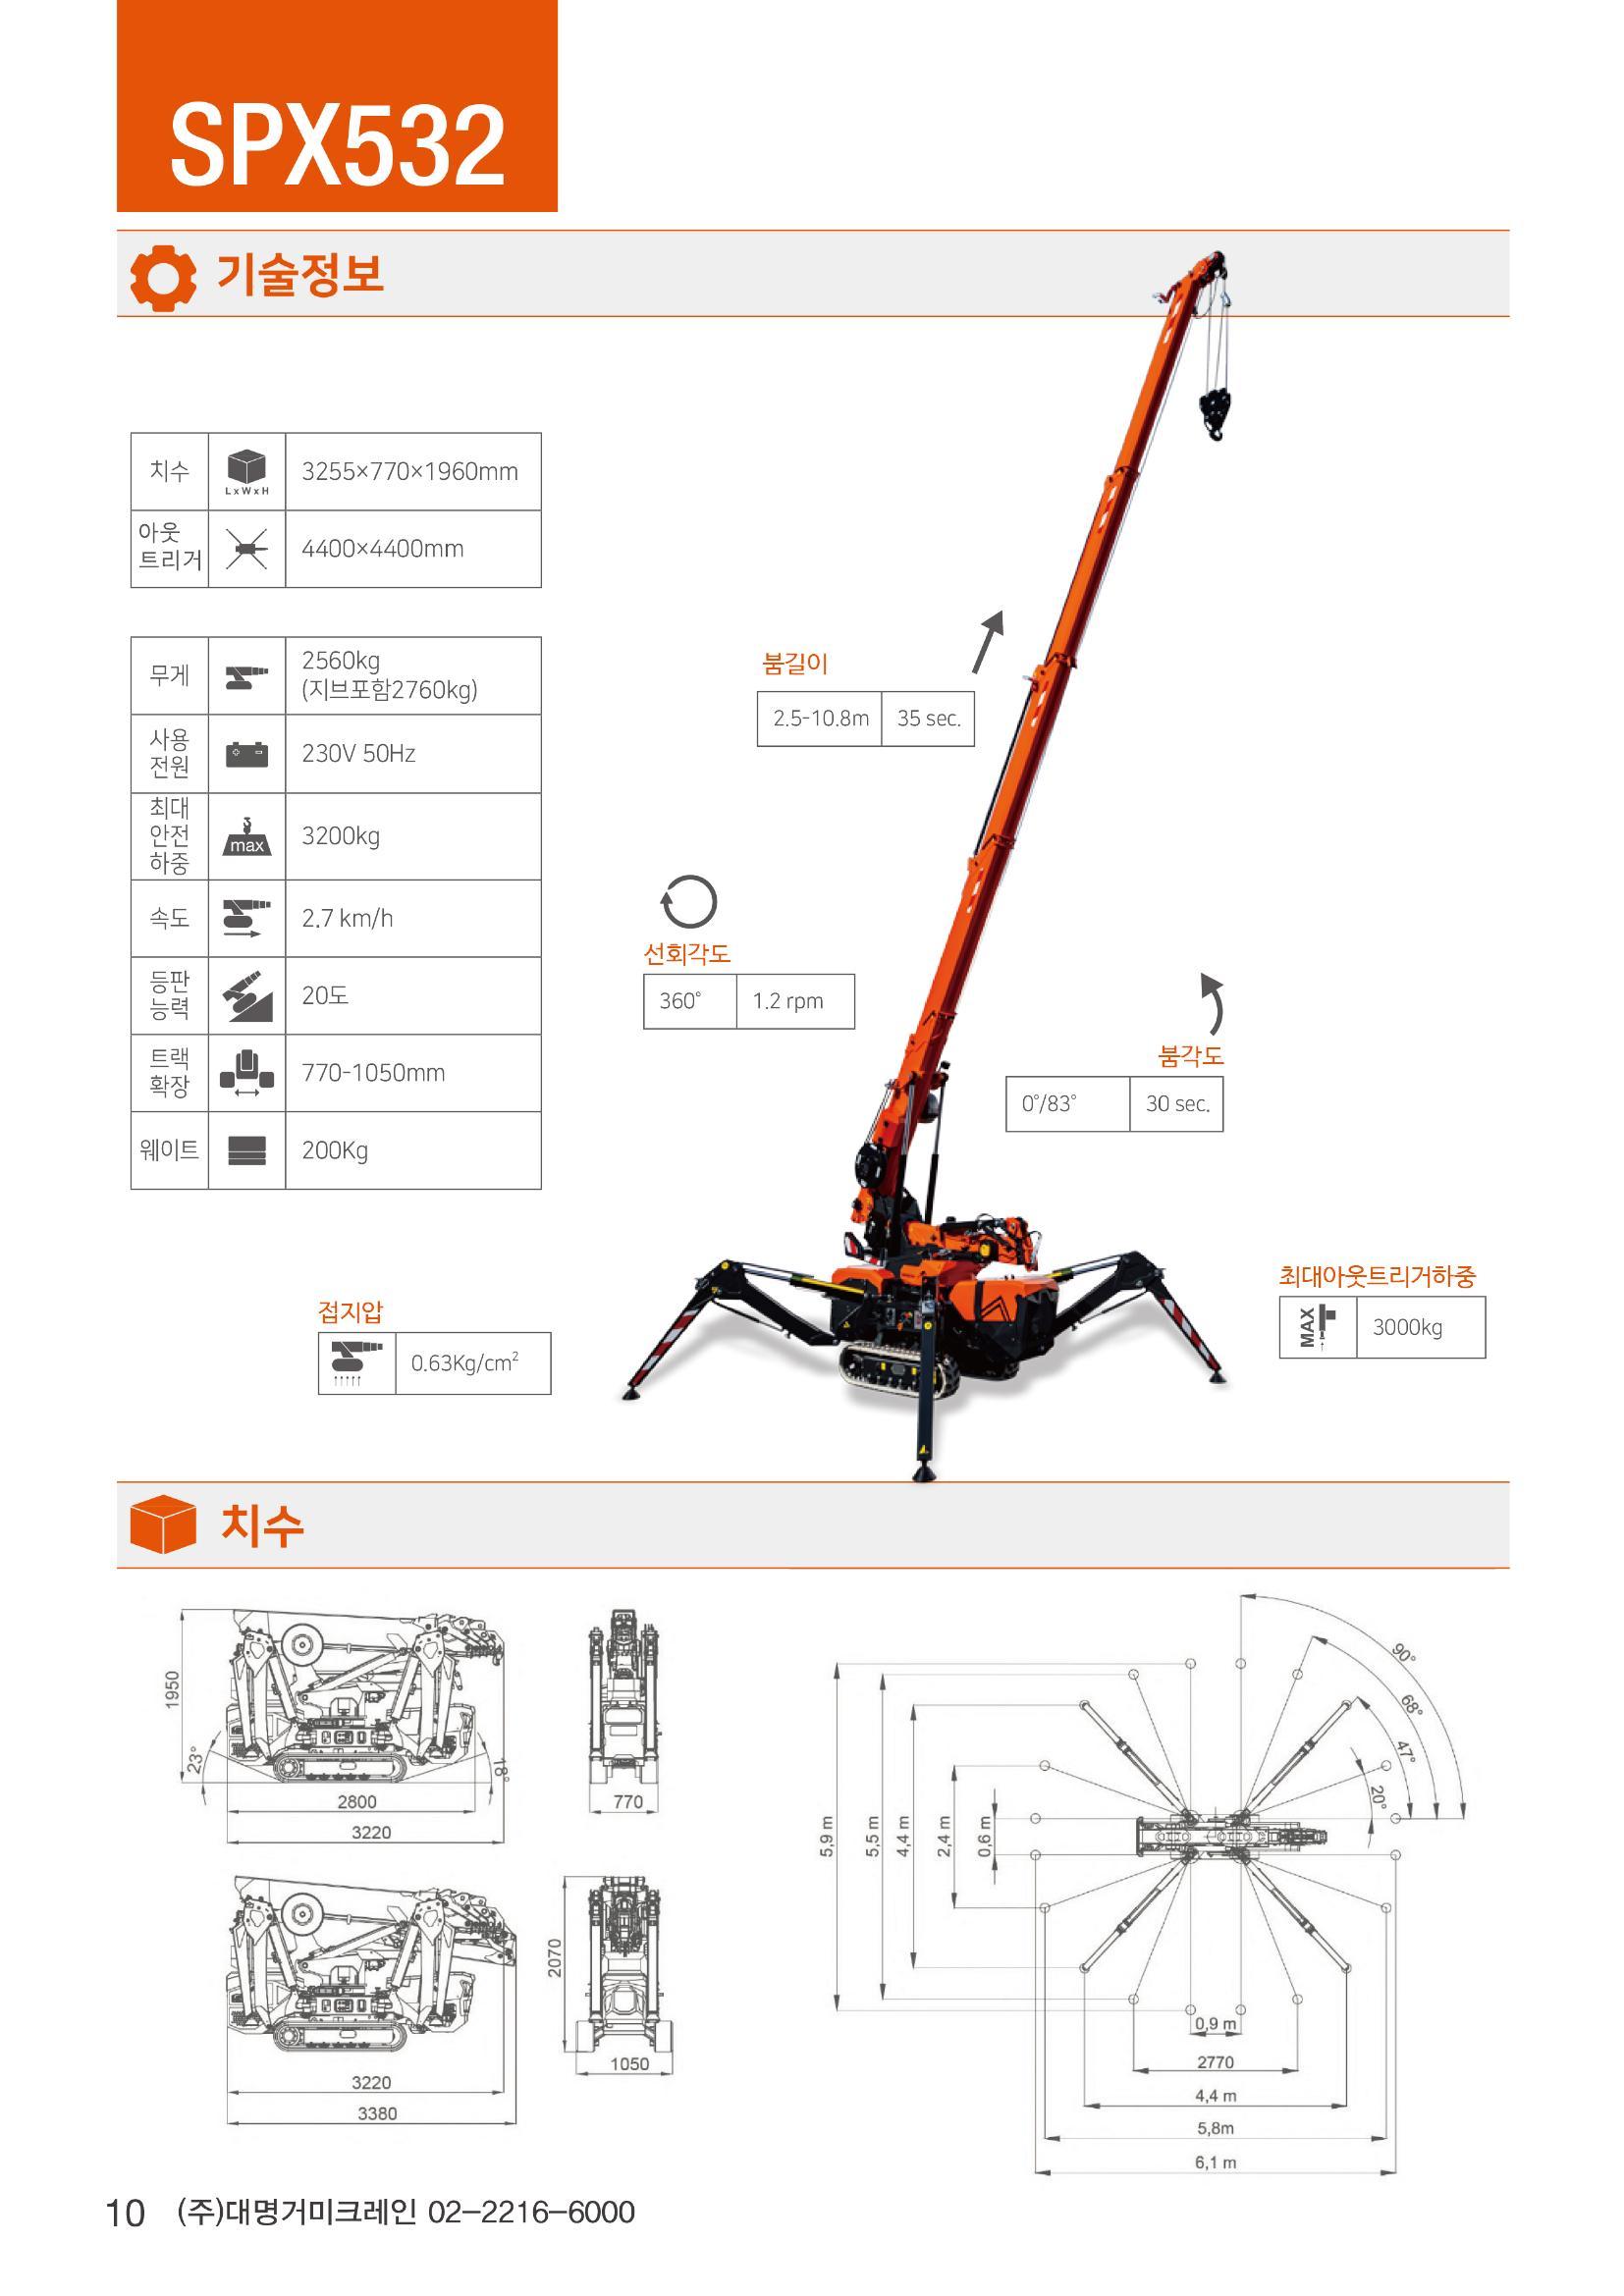 SPX532
기술정보
치수
LxWxH
3255×770×1960mm
아웃
트리거
4400×4400mm
무게
2560kg
(지브포함2760kg)
사용
전원
230V 50Hz
최대
안전
하중
max
3200kg
속도
2.7 km/h
등판
능력
20도
트랙
확장
770-1050mm
웨이트
200Kg
붐길이
2.5-10.8m
35 sec.
선회각도
360°
1.2 rpm
붐각도
0°/83°
30 sec.
접지압
0.63Kg/cm²
최대아웃트리거하중
MAX
3000kg
치수
1950
23°
18°
2800
3220
770
3220
3380
2070
1050
90°
68°
47°
20°
5,9 m
5,5 m
4,4 m
2,4 m
0,6 m
0,9 m
2770
4,4 m
5,8m
6,1 m
10 (주)대명거미크레인 02-2216-6000